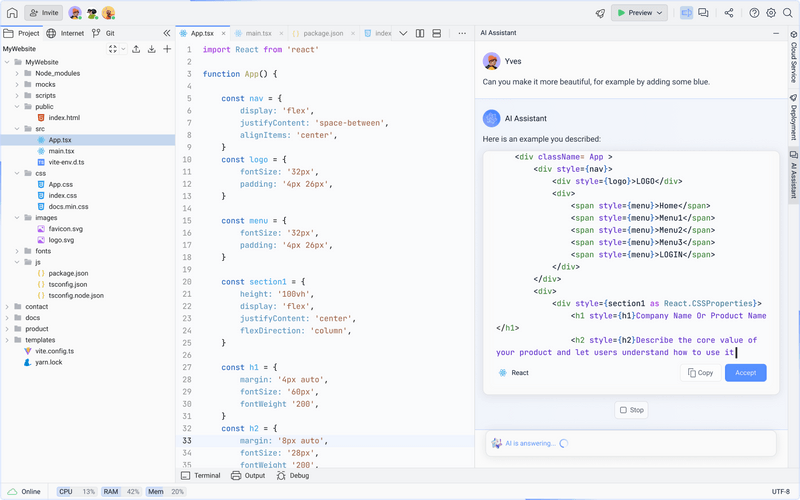 Invite
Preview
Project
Internet
Git
MyWebsite
MyWebsite
Node_modules
mocks
scripts
public
index.html
src
App.tsx
main.tsx
vite-env.d.ts
css
App.css
index.css
docs.min.css
images
favicon.svg
logo.svg
fonts
js
package.json
tsconfig.json
tsconfig.node.json
contact
docs
product
templates
vite.config.ts
yarn.lock
App.tsx
main.tsx
package.json
index
1 import React from 'react'
2
3 function App() {
4
5 const nav = {
6 display: 'flex',
7 justifyContent: 'space-between',
8 alignItems: 'center',
9 }
10 const logo = {
11 fontSize: '32px',
12 padding: '4px 26px',
13 }
14
15 const menu = {
16 fontSize: '32px',
17 padding: '4px 26px',
18 }
19
20 const section1 = {
21 height: '100vh',
22 display: 'flex',
23 justifyContent: 'center',
24 flexDirection: 'column',
25 }
26
27 const h1 = {
28 margin: '4px auto',
29 fontSize: '60px',
30 fontWeight '200',
31 }
32 const h2 = {
33 margin: '8px auto',
34 fontSize: '28px',
35 fontWeight '200',
Terminal
Output
Debug
AI Assistant
Yves
Can you make it more beautiful, for example by adding some blue.
AI Assistant
Here is an example you described:
<div className= App >
<div style={nav}>
<div style={logo}>LOGO</div>
<div>
<span style={menu}>Home</span>
<span style={menu}>Menu1</span>
<span style={menu}>Menu2</span>
<span style={menu}>Menu3</span>
<span style={menu}>LOGIN</span>
</div>
</div>
<div>
<div style={section1 as React.CSSProperties}>
<h1 style={h1}Company Name Or Product Name
</h1>
<h2 style={h2}Describe the core value of
your product and let users understand how to use it
React
Copy
Accept
Stop
AI is answering...
Cloud Service
Deployment
AI Assistant
Online
CPU 13%
RAM 42%
Mem 20%
UTF-8